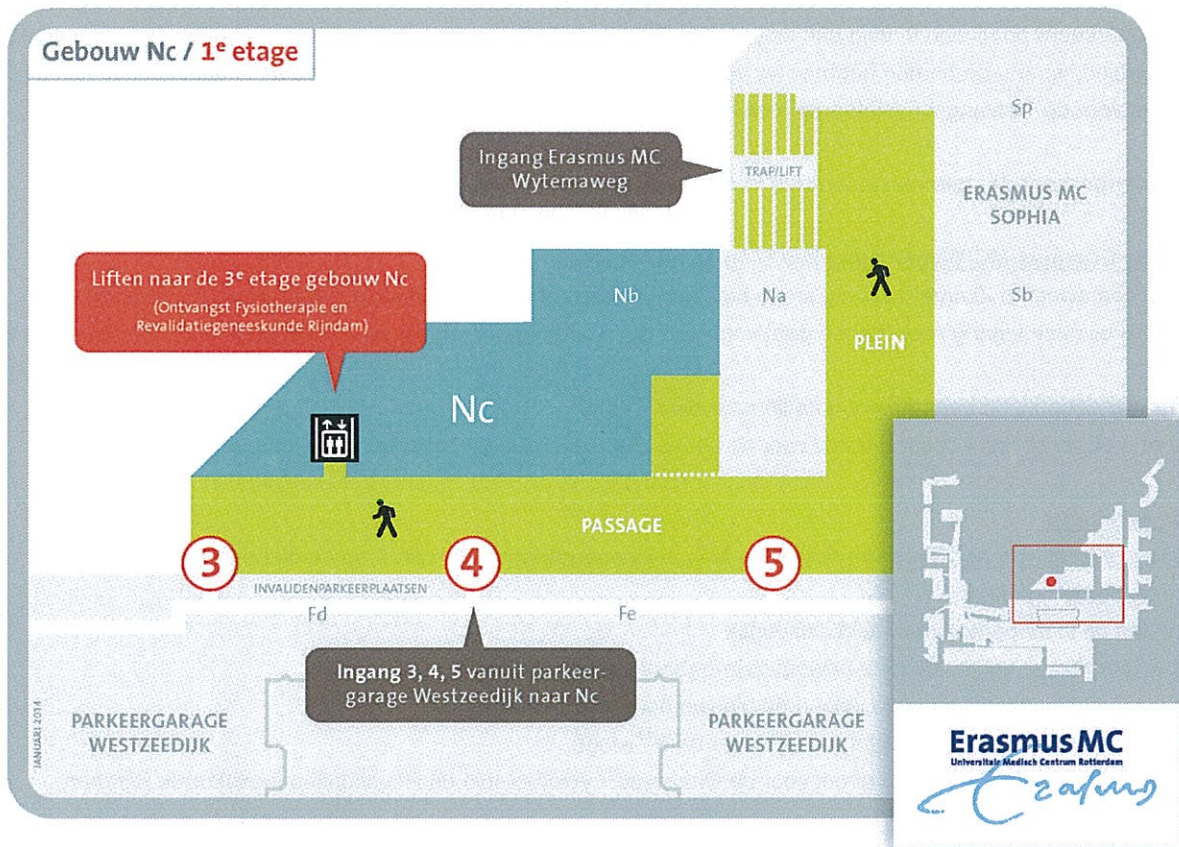 Gebouw Nc / 1e etage
Sp
Ingang Erasmus MC
Wytemaweg
TRAP/LIFT
ERASMUS MC
SOPHIA
Liften naar de 3e etage gebouw Nc
(Ontvangst Fysiotherapie en
Revalidatiegeneeskunde Rijndam)
Nb
Na
Sb
PLEIN
Nc
PASSAGE
3
4
5
INVALIDENPARKEERPLAATSEN
Fd
Fe
Ingang 3, 4, 5 vanuit parkeer-
garage Westzeedijk naar Nc
JANUARI 2014
PARKEERGARAGE
WESTZEEDIJK
PARKEERGARAGE
WESTZEEDIJK
Erasmus MC
Universitair Medisch Centrum Rotterdam
Erasmus